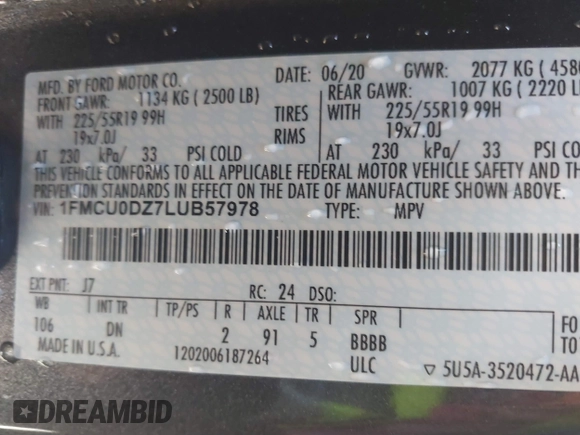 MFD. BY FORD MOTOR CO.
DATE: 06/20 GVWR: 2077 KG ( 4580
FRONT GAWR: 1134 KG ( 2500 LB)
REAR GAWR: 1007 KG ( 2220 LB
WITH 225/55R19 99H TIRES WITH 225/55R19 99H
19x7.0J RIMS 19x7.0J
AT 230 kPa/ 33 PSI COLD AT 230 kPa/ 33 PSI COL
THIS VEHICLE CONFORMS TO ALL APPLICABLE FEDERAL MOTOR VEHICLE SAFETY AND
PREVENTION STANDARDS IN EFFECT ON THE DATE OF MANUFACTURE SHOWN ABOVE.
VIN: 1FMCU0DZ7LUB57978 TYPE: MPV
EXT PNT: J7 RC: 24 DSO:
WB INT TR TP/PS R AXLE TR SPR
106 DN 2 91 5 BBBB
MADE IN U.S.A. 1202006187264 ULC
FO
10
▽ 5U5A-3520472-AA
DREAMBID